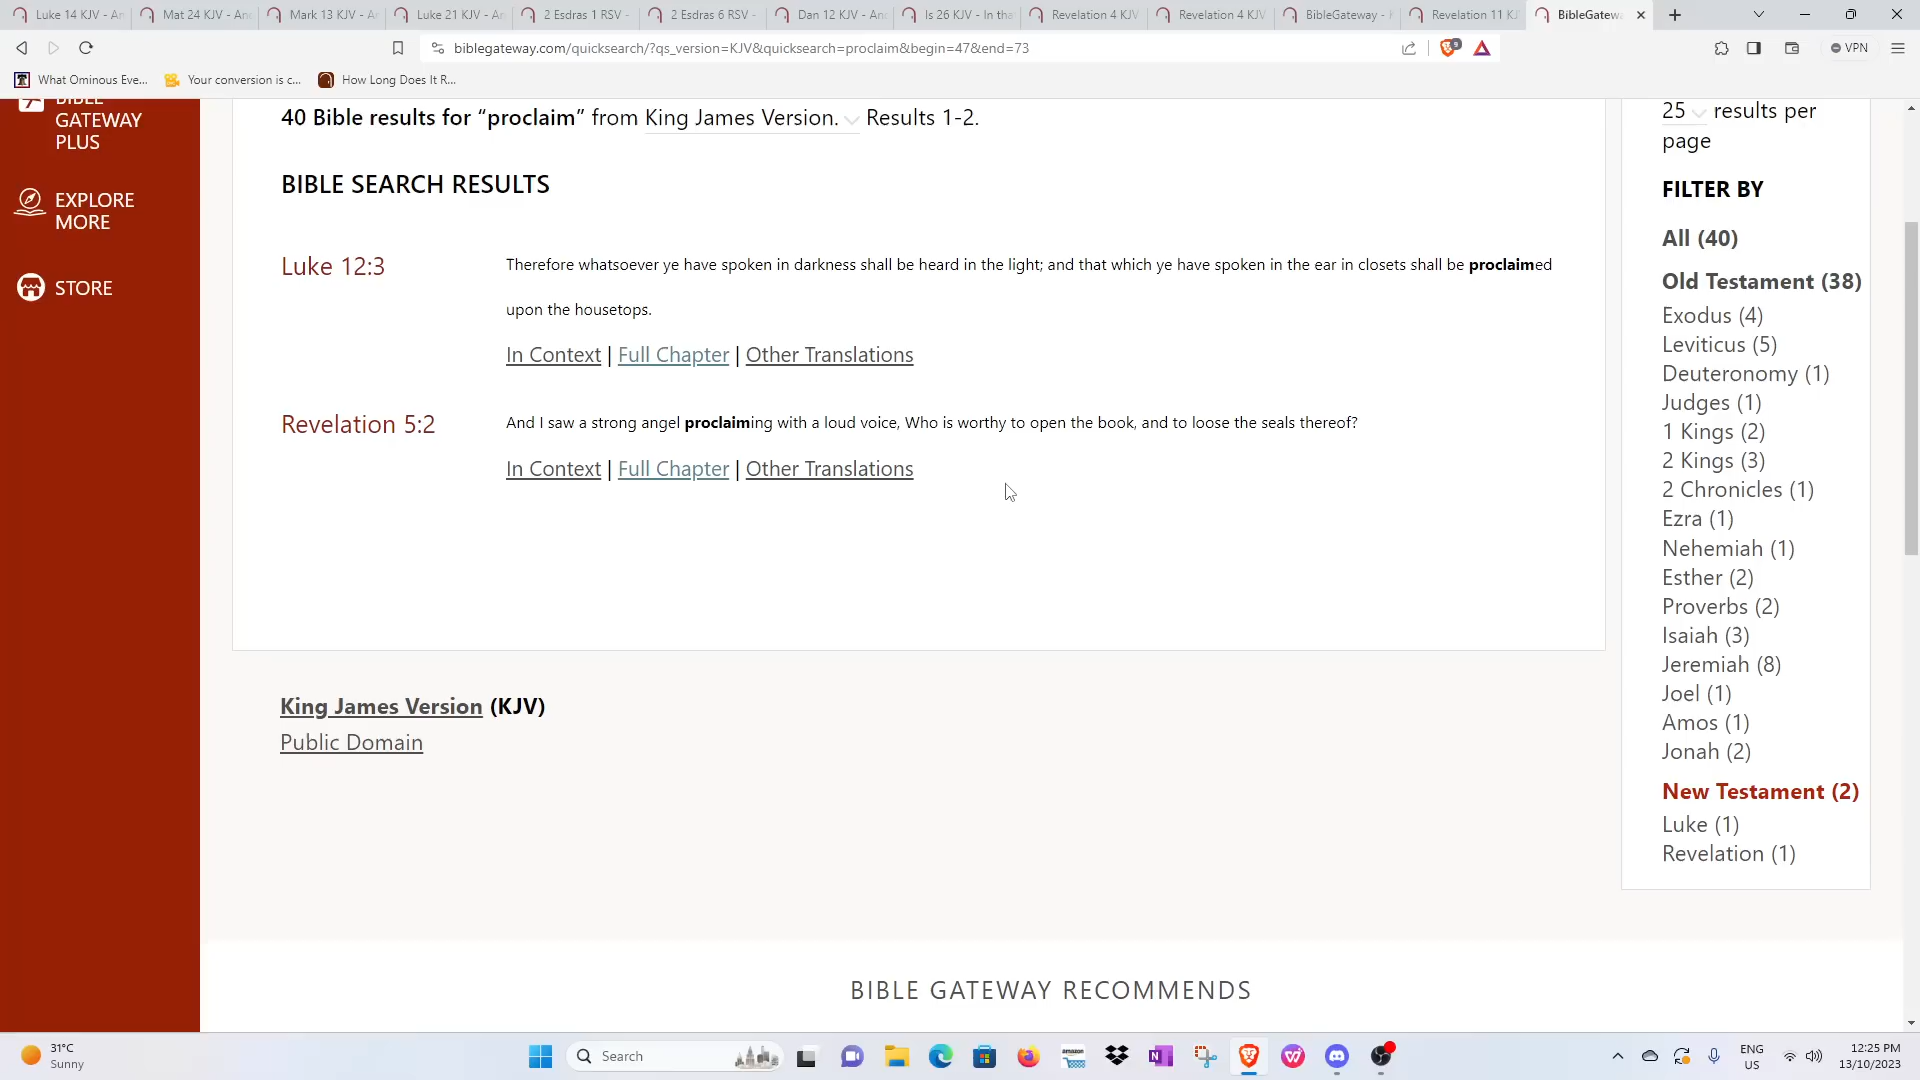 Luke 14 KJV - An
Mat 24 KJV - An
Mark 13 KJV - A
Luke 21 KJV - An
2 Esdras 1 RSV -
2 Esdras 6 RSV -
Dan 12 KJV - An
Is 26 KJV - In tha
Revelation 4 KJV
Revelation 4 KJV
BibleGateway -
Revelation 11 KJ
BibleGatew
biblegateway.com/quicksearch/?qs_version=KJV&quicksearch=proclaim&begin=47&end=73
VPN
What Ominous Eve...
Your conversion is c...
How Long Does It R...
BIBLE
GATEWAY
PLUS
EXPLORE
MORE
STORE
40 Bible results for “proclaim” from King James Version. Results 1-2.
BIBLE SEARCH RESULTS
Luke 12:3
Therefore whatsoever ye have spoken in darkness shall be heard in the light; and that which ye have spoken in the ear in closets shall be proclaimed
upon the housetops.
In Context | Full Chapter | Other Translations
Revelation 5:2
And I saw a strong angel proclaiming with a loud voice, Who is worthy to open the book, and to loose the seals thereof?
In Context | Full Chapter | Other Translations
King James Version (KJV)
Public Domain
25 results per
page
FILTER BY
All (40)
Old Testament (38)
Exodus (4)
Leviticus (5)
Deuteronomy (1)
Judges (1)
1 Kings (2)
2 Kings (3)
2 Chronicles (1)
Ezra (1)
Nehemiah (1)
Esther (2)
Proverbs (2)
Isaiah (3)
Jeremiah (8)
Joel (1)
Amos (1)
Jonah (2)
New Testament (2)
Luke (1)
Revelation (1)
BIBLE GATEWAY RECOMMENDS
31°C
Sunny
Search
amazon
ENG
US
12:25 PM
13/10/2023